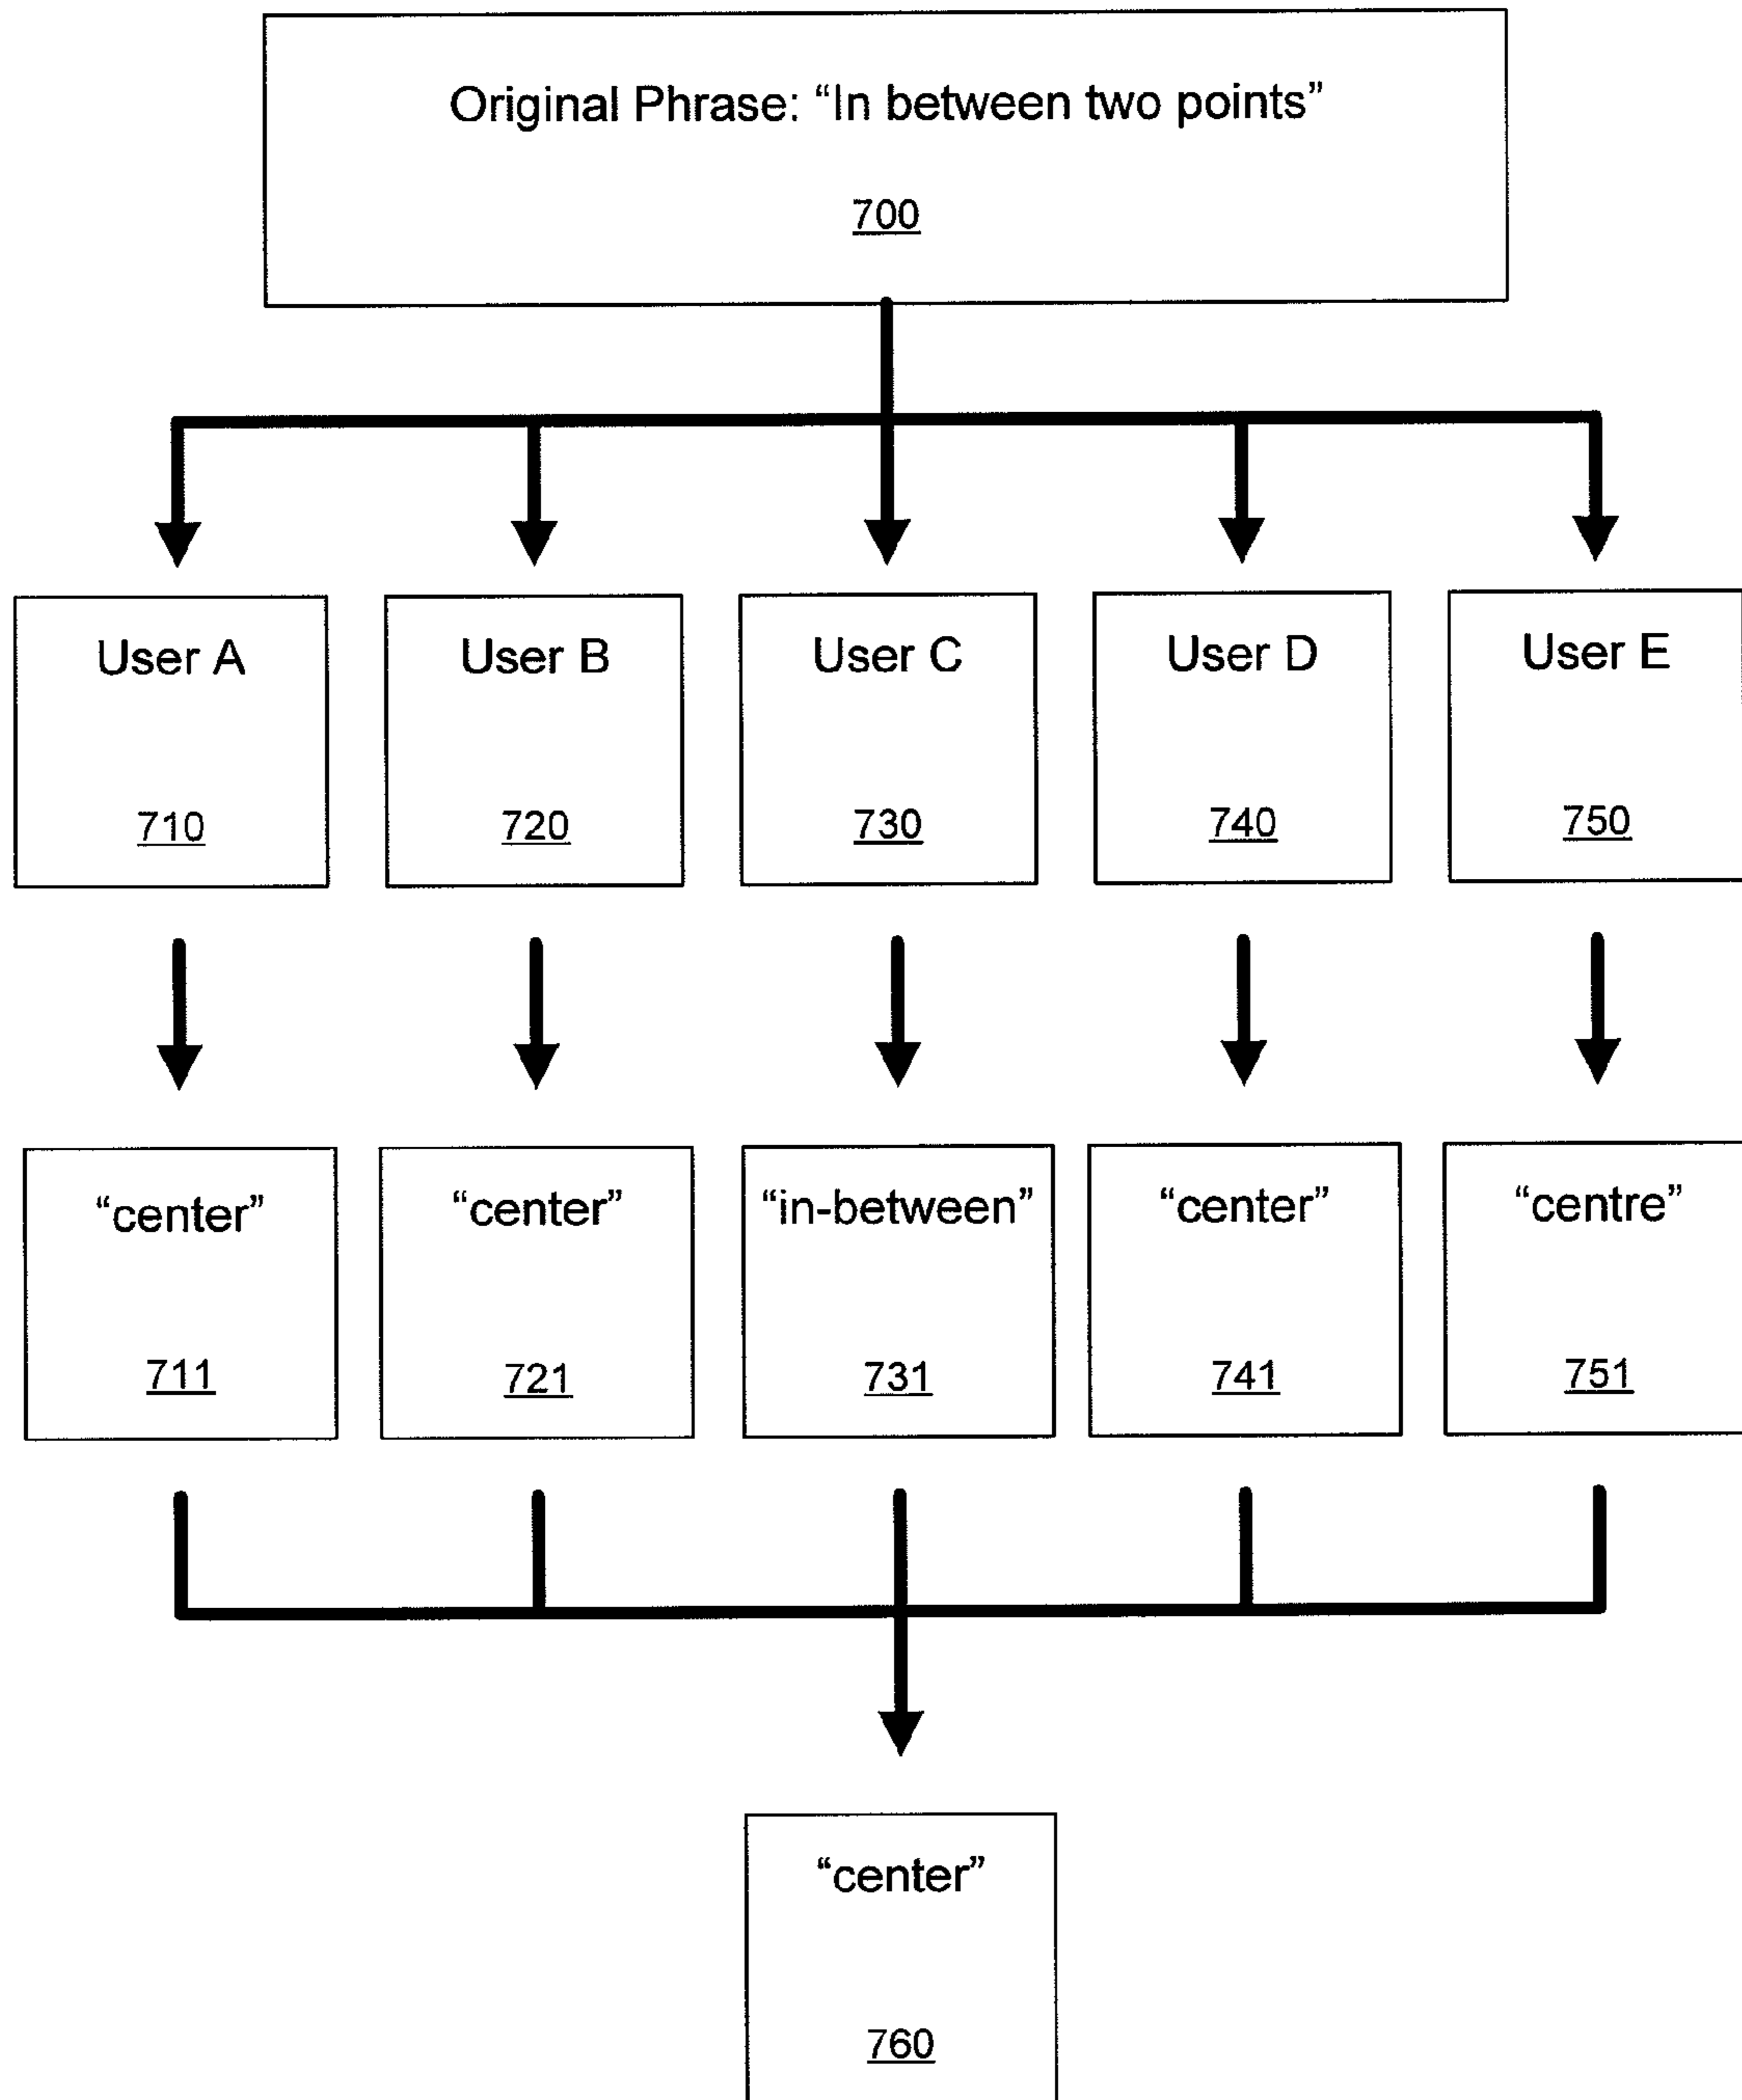 Original Phrase: “In between two points”
700
User A
710
User B
720
User C
730
User D
740
User E
750
“center”
711
“center”
721
“in-between”
731
“center”
741
“centre”
751
“center”
760